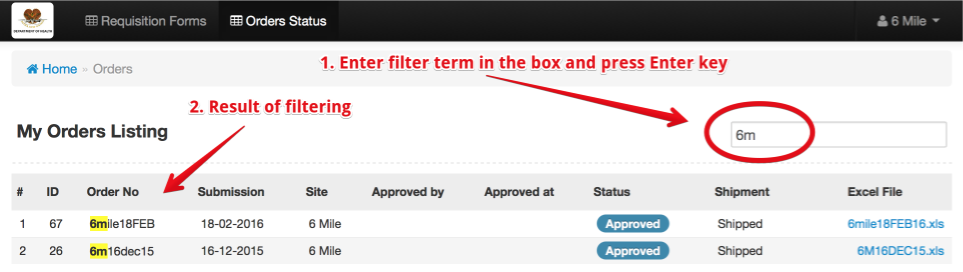 DEPARTMENT OF HEALTH
Requisition Forms Orders Status 6 Mile
Home » Orders
1. Enter filter term in the box and press Enter key
2. Result of filtering
My Orders Listing
6m
# ID Order No Submission Site Approved by Approved at Status Shipment Excel File
1 67 6mile18FEB 18-02-2016 6 Mile Approved Shipped 6mile18FEB16.xls
2 26 6m16dec15 16-12-2015 6 Mile Approved Shipped 6M16DEC15.xls